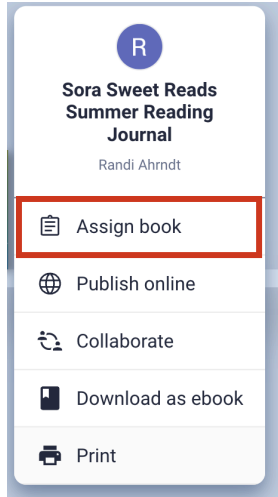 R
Sora Sweet Reads
Summer Reading
Journal
Randi Ahrndt
Assign book
Publish online
Collaborate
Download as ebook
Print